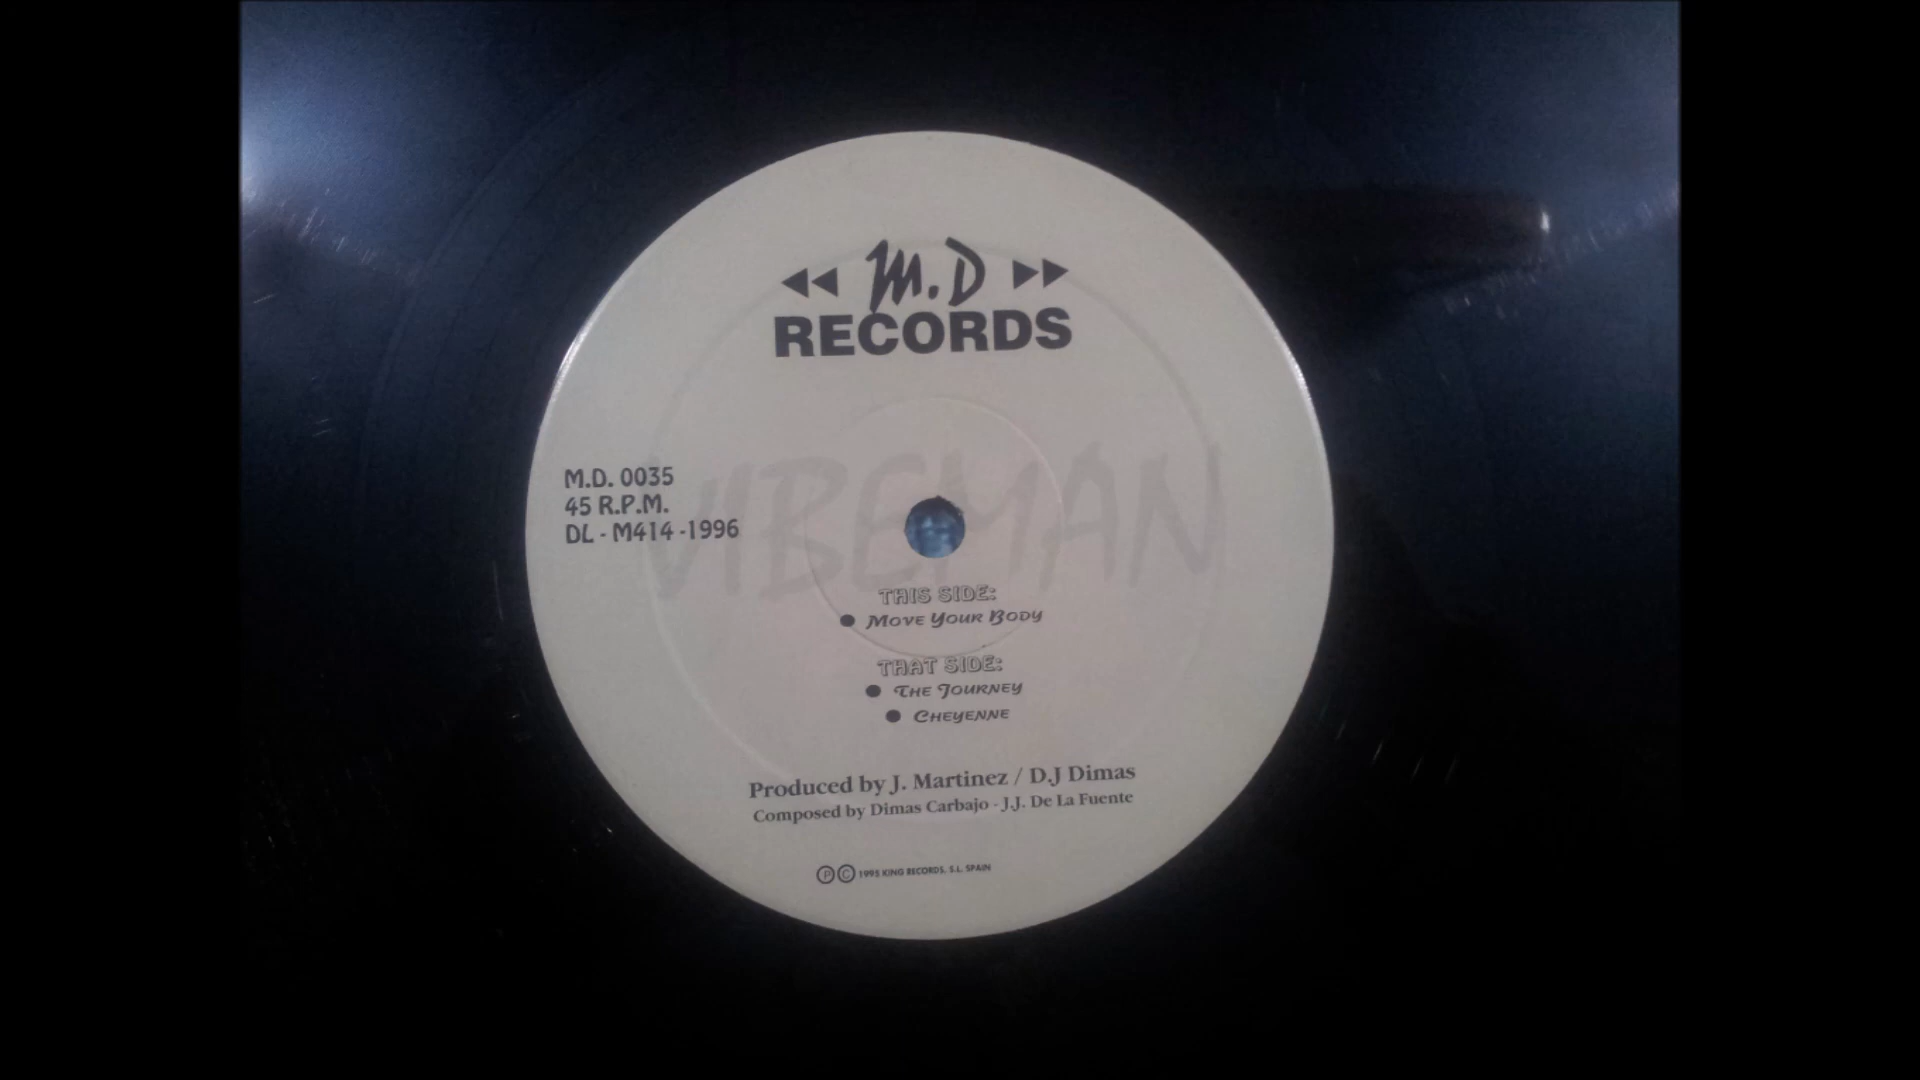 M.D
RECORDS
VIBEMAN
M.D. 0035
45 R.P.M.
DL - M414 -1996
THIS SIDE:
● MOVE YOUR BODY
THAT SIDE:
● THE JOURNEY
● CHEYENNE
Produced by J. Martinez / D.J Dimas
Composed by Dimas Carbajo - J.J. De La Fuente
Ⓟ© 1995 KING RECORDS, S.L. SPAIN